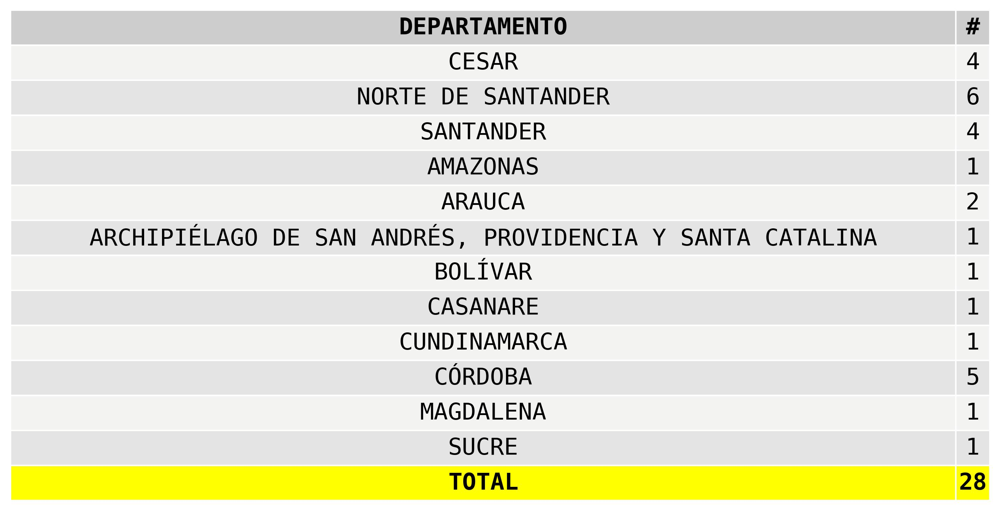 DEPARTAMENTO #
CESAR 4
NORTE DE SANTANDER 6
SANTANDER 4
AMAZONAS 1
ARAUCA 2
ARCHIPIÉLAGO DE SAN ANDRÉS, PROVIDENCIA Y SANTA CATALINA 1
BOLÍVAR 1
CASANARE 1
CUNDINAMARCA 1
CÓRDOBA 5
MAGDALENA 1
SUCRE 1
TOTAL 28